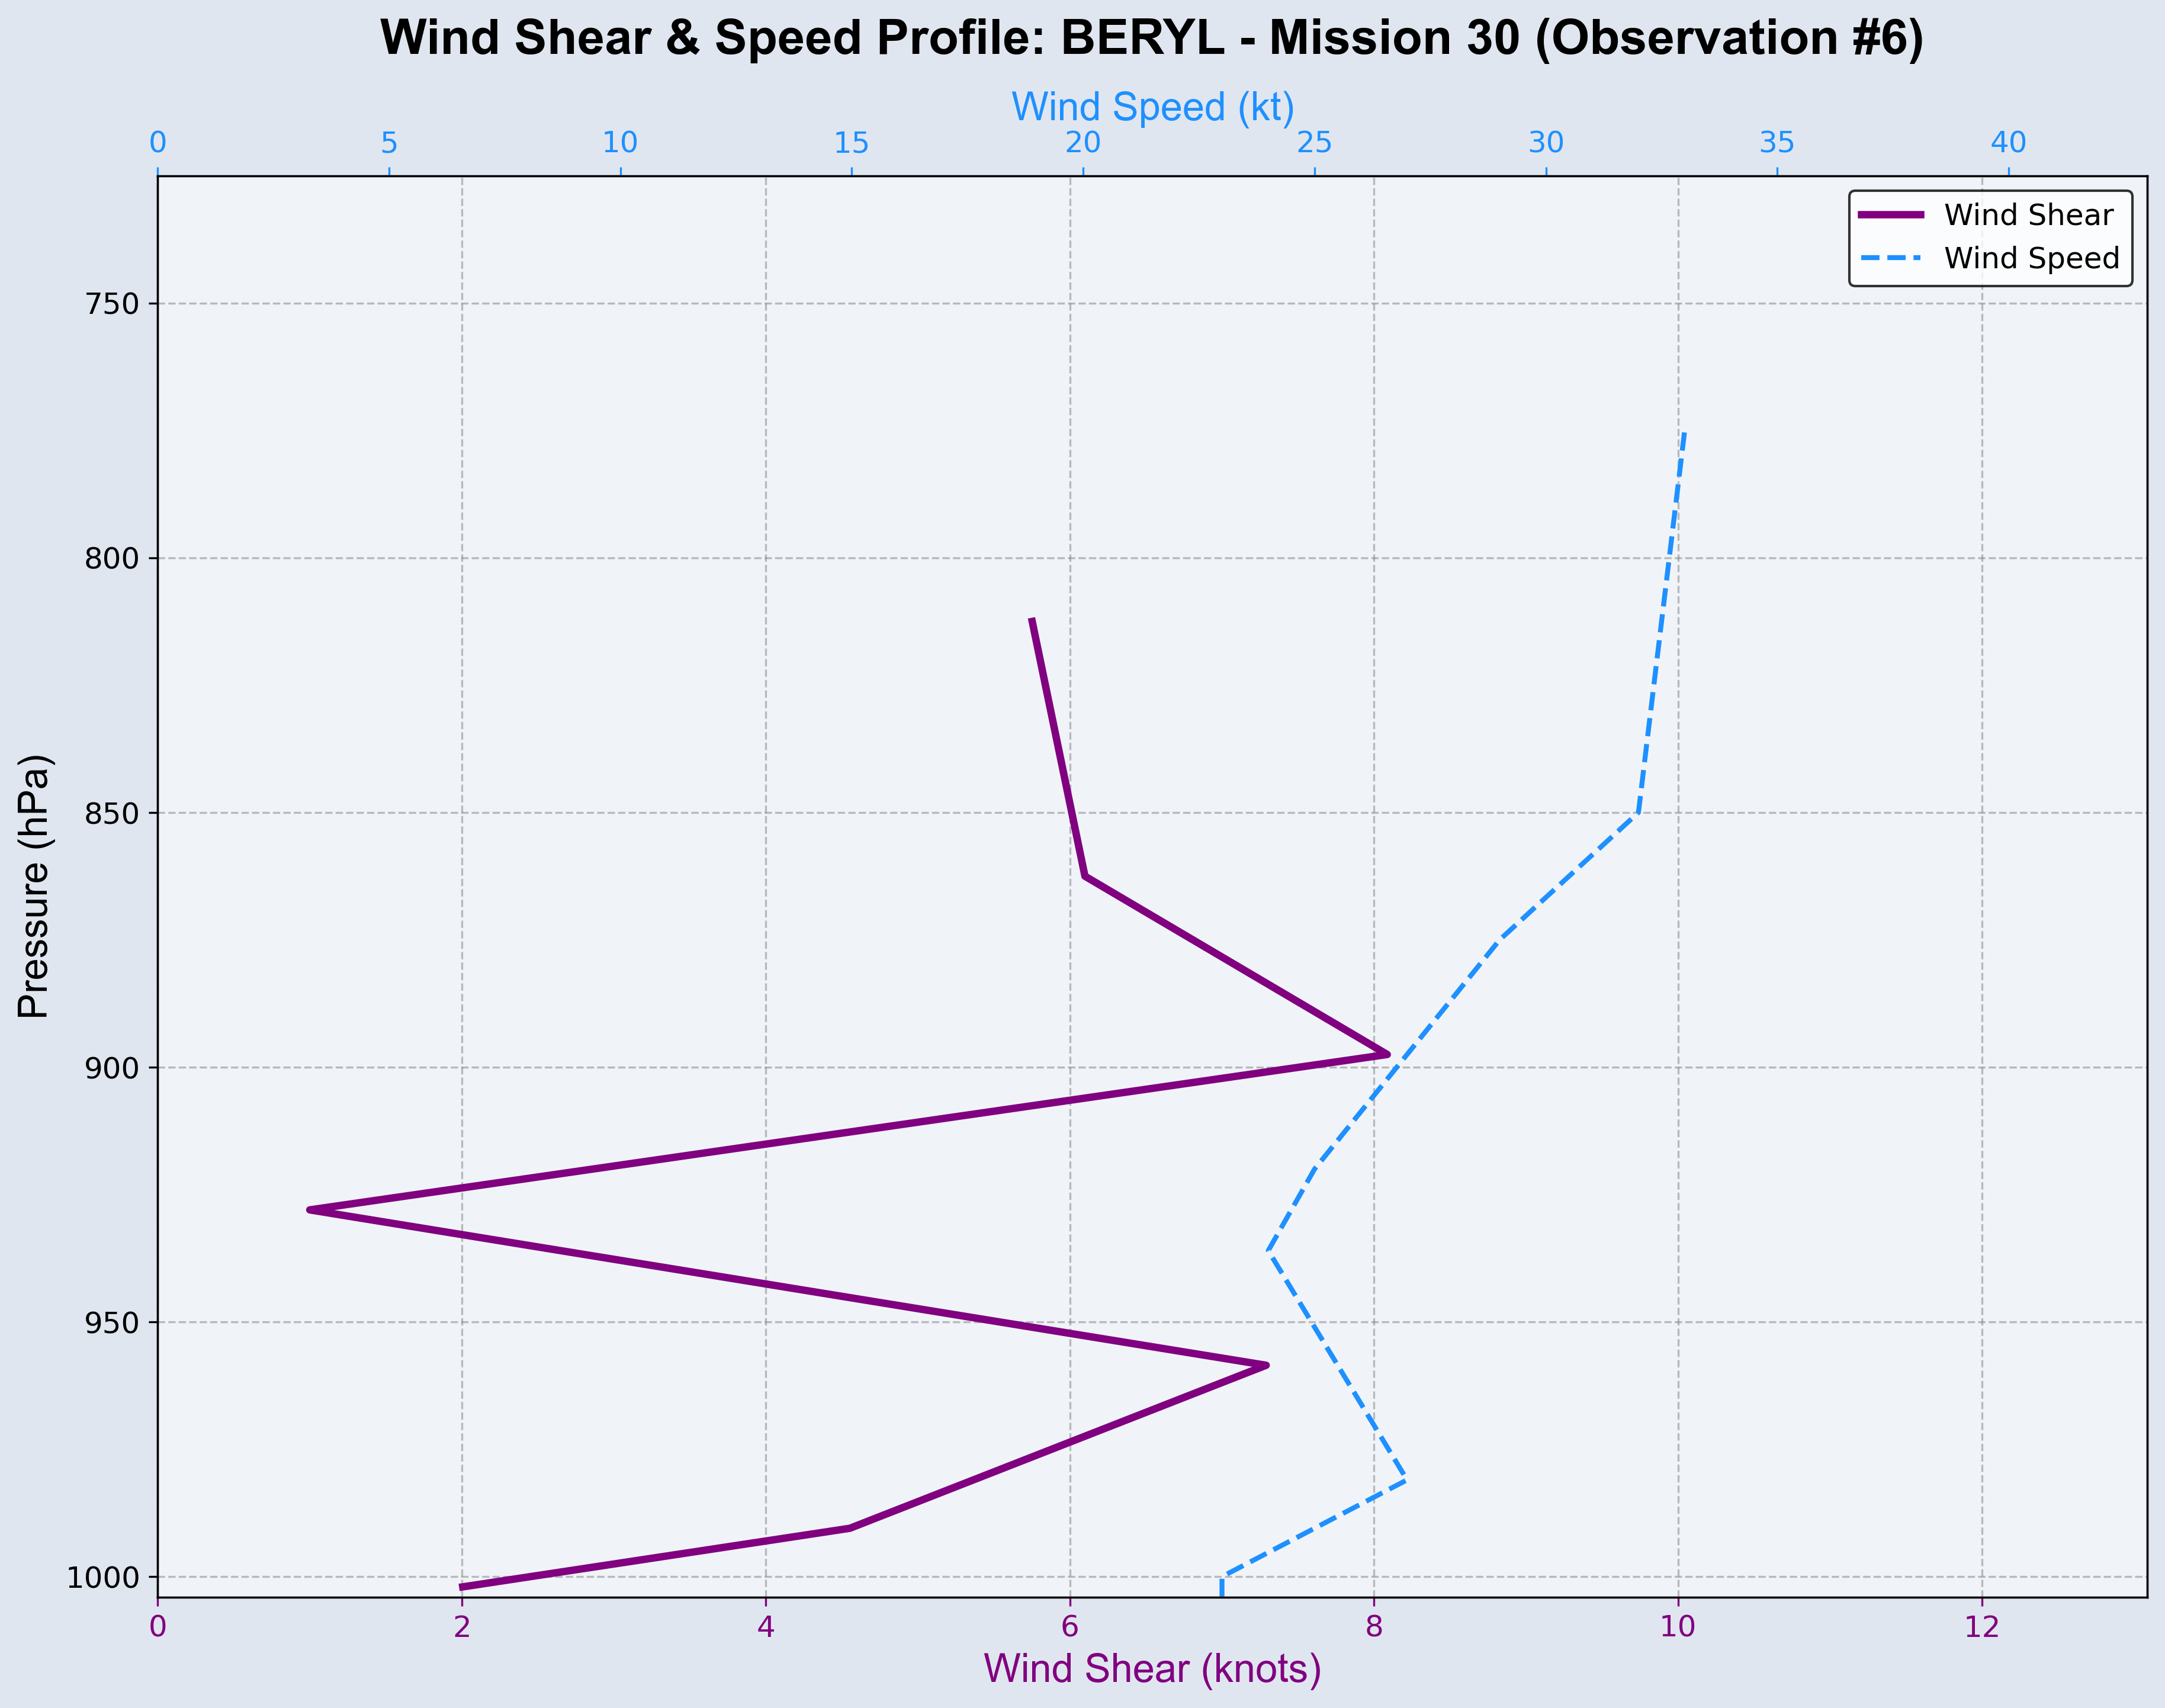 Wind Shear & Speed Profile: BERYL - Mission 30 (Observation #6)
Wind Speed (kt)
0 5 10 15 20 25 30 35 40
Wind Shear
Wind Speed
750
800
850
900
950
1000
Pressure (hPa)
0 2 4 6 8 10 12
Wind Shear (knots)